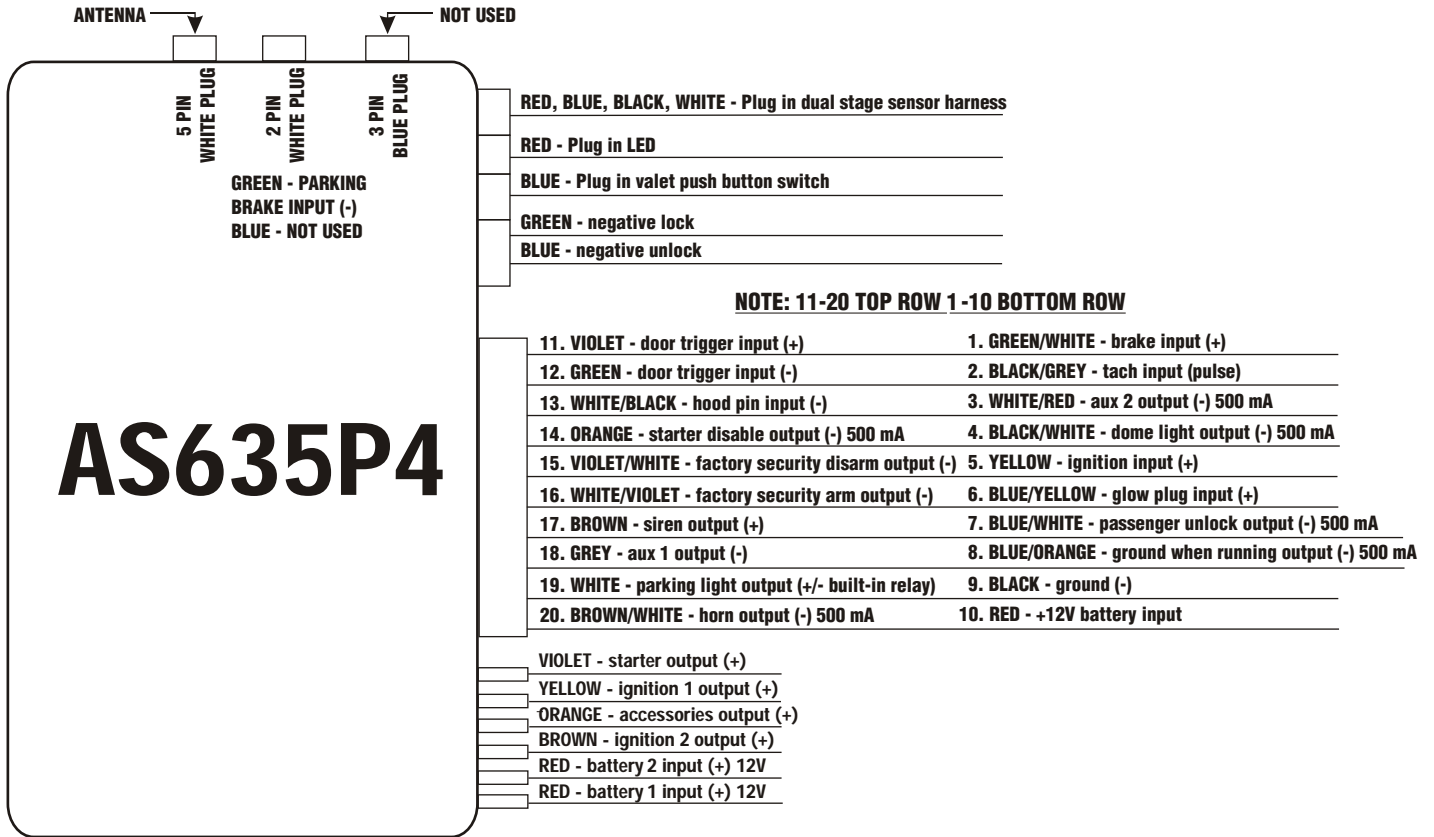 ANTENNA
NOT USED
5 PIN
WHITE PLUG
2 PIN
WHITE PLUG
3 PIN
BLUE PLUG
GREEN - PARKING
BRAKE INPUT (-)
BLUE - NOT USED
RED, BLUE, BLACK, WHITE - Plug in dual stage sensor harness
RED - Plug in LED
BLUE - Plug in valet push button switch
GREEN - negative lock
BLUE - negative unlock
NOTE: 11-20 TOP ROW 1 -10 BOTTOM ROW
11. VIOLET - door trigger input (+)
12. GREEN - door trigger input (-)
13. WHITE/BLACK - hood pin input (-)
14. ORANGE - starter disable output (-) 500 mA
15. VIOLET/WHITE - factory security disarm output (-)
16. WHITE/VIOLET - factory security arm output (-)
17. BROWN - siren output (+)
18. GREY - aux 1 output (-)
19. WHITE - parking light output (+/- built-in relay)
20. BROWN/WHITE - horn output (-) 500 mA
1. GREEN/WHITE - brake input (+)
2. BLACK/GREY - tach input (pulse)
3. WHITE/RED - aux 2 output (-) 500 mA
4. BLACK/WHITE - dome light output (-) 500 mA
5. YELLOW - ignition input (+)
6. BLUE/YELLOW - glow plug input (+)
7. BLUE/WHITE - passenger unlock output (-) 500 mA
8. BLUE/ORANGE - ground when running output (-) 500 mA
9. BLACK - ground (-)
10. RED - +12V battery input
AS635P4
VIOLET - starter output (+)
YELLOW - ignition 1 output (+)
ORANGE - accessories output (+)
BROWN - ignition 2 output (+)
RED - battery 2 input (+) 12V
RED - battery 1 input (+) 12V